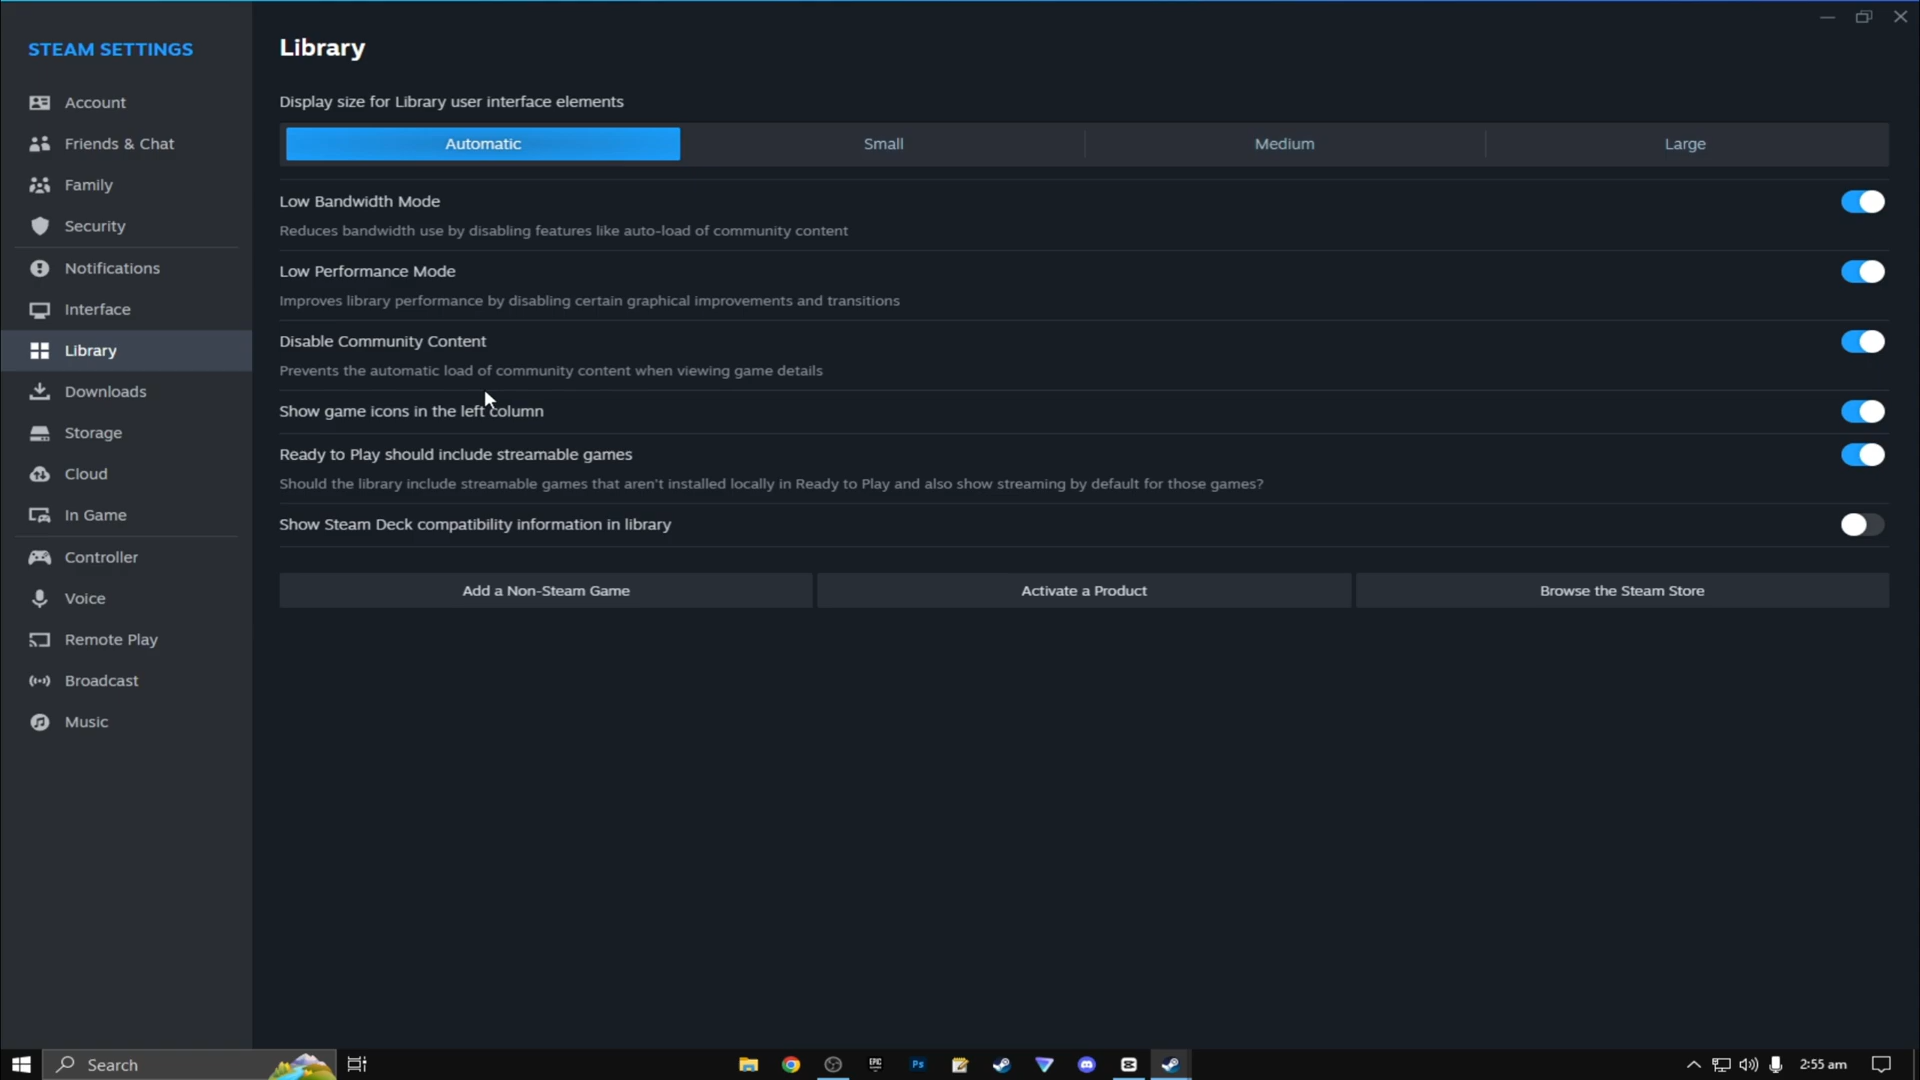 STEAM SETTINGS
Account
Friends & Chat
Family
Security
Notifications
Interface
Library
Downloads
Storage
Cloud
In Game
Controller
Voice
Remote Play
Broadcast
Music
Library
Display size for Library user interface elements
Automatic Small Medium Large
Low Bandwidth Mode
Reduces bandwidth use by disabling features like auto-load of community content
Low Performance Mode
Improves library performance by disabling certain graphical improvements and transitions
Disable Community Content
Prevents the automatic load of community content when viewing game details
Show game icons in the left column
Ready to Play should include streamable games
Should the library include streamable games that aren't installed locally in Ready to Play and also show streaming by default for those games?
Show Steam Deck compatibility information in library
Add a Non-Steam Game Activate a Product Browse the Steam Store
Search EPIC Ps 2:55 am